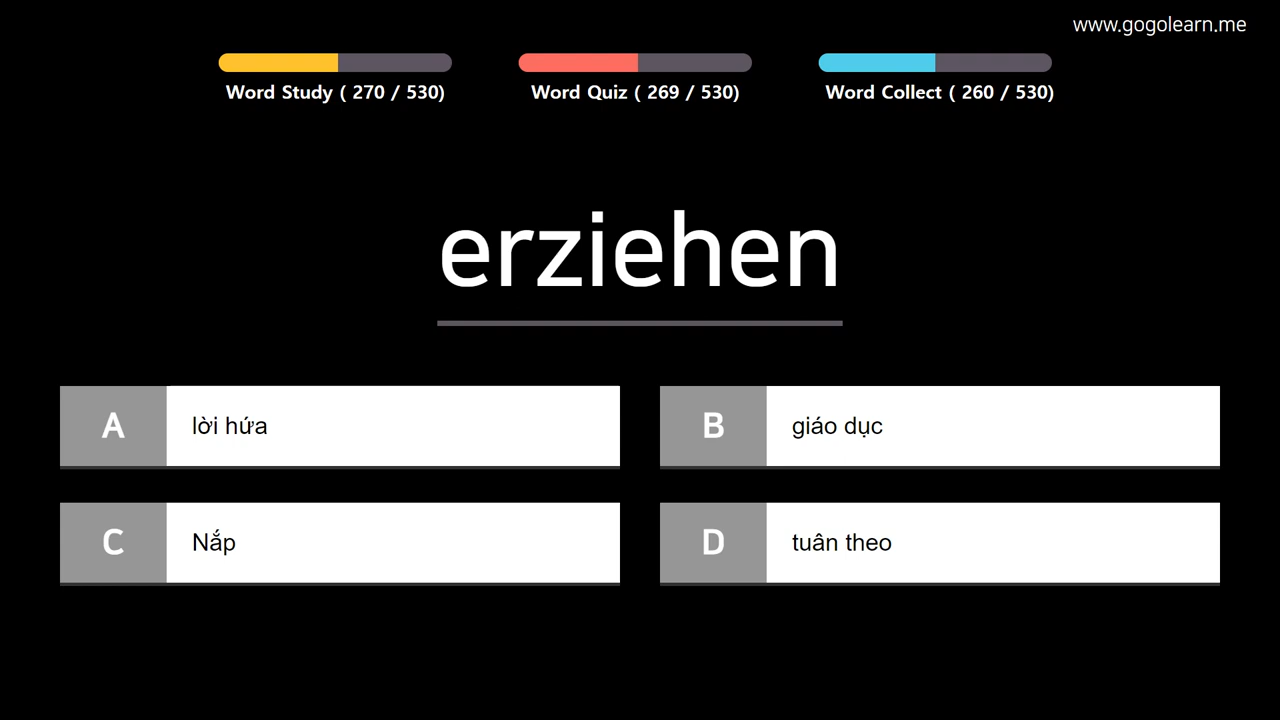 www.gogolearn.me
Word Study ( 270 / 530)
Word Quiz ( 269 / 530)
Word Collect ( 260 / 530)
erziehen
A lời hứa
B giáo dục
C Nắp
D tuân theo